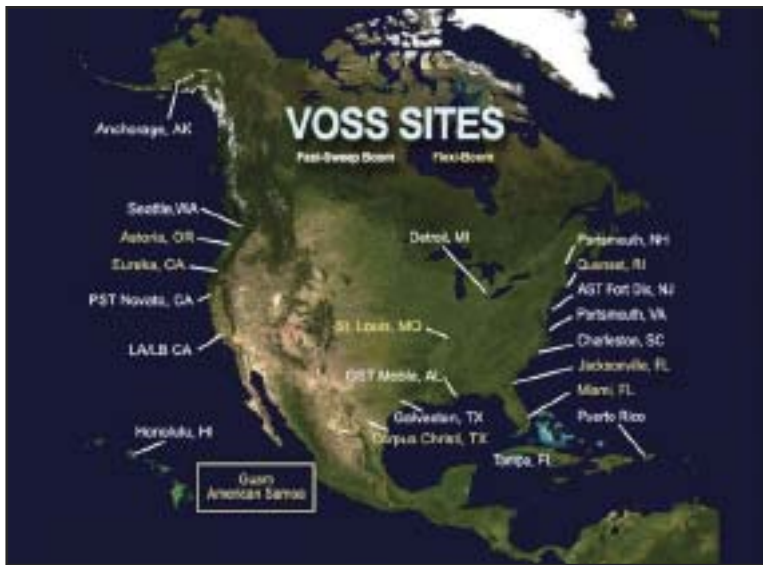 VOSS SITES
Fast-Sweep Boom Flexi-Boom
Anchorage, AK
Seattle, WA
Astoria, OR
Eureka, CA
PST Novato, CA
LA/LB CA
Honolulu, HI
Guam
American Samoa
Detroit, MI
St. Louis, MO
GST Mobile, AL
Galveston, TX
Corpus Christi, TX
Portsmouth, NH
Quonset, RI
AST Fort Dix, NJ
Portsmouth, VA
Charleston, SC
Jacksonville, FL
Miami, FL
Puerto Rico
Tampa, FL